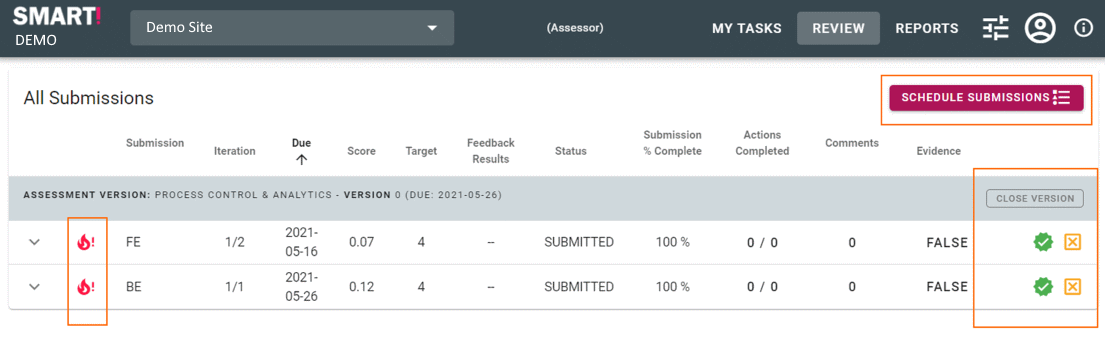 SMART!
DEMO
Demo Site
(Assessor)
MY TASKS
REVIEW
REPORTS
All Submissions
SCHEDULE SUBMISSIONS
Submission
Iteration
Due
Score
Target
Feedback
Results
Status
Submission
% Complete
Actions
Completed
Comments
Evidence
ASSESSMENT VERSION: PROCESS CONTROL & ANALYTICS - VERSION 0 (DUE: 2021-05-26)
CLOSE VERSION
! FE 1/2 2021-
05-16 0.07 4 -- SUBMITTED 100 % 0 / 0 0 FALSE
! BE 1/1 2021-
05-26 0.12 4 -- SUBMITTED 100 % 0 / 0 0 FALSE